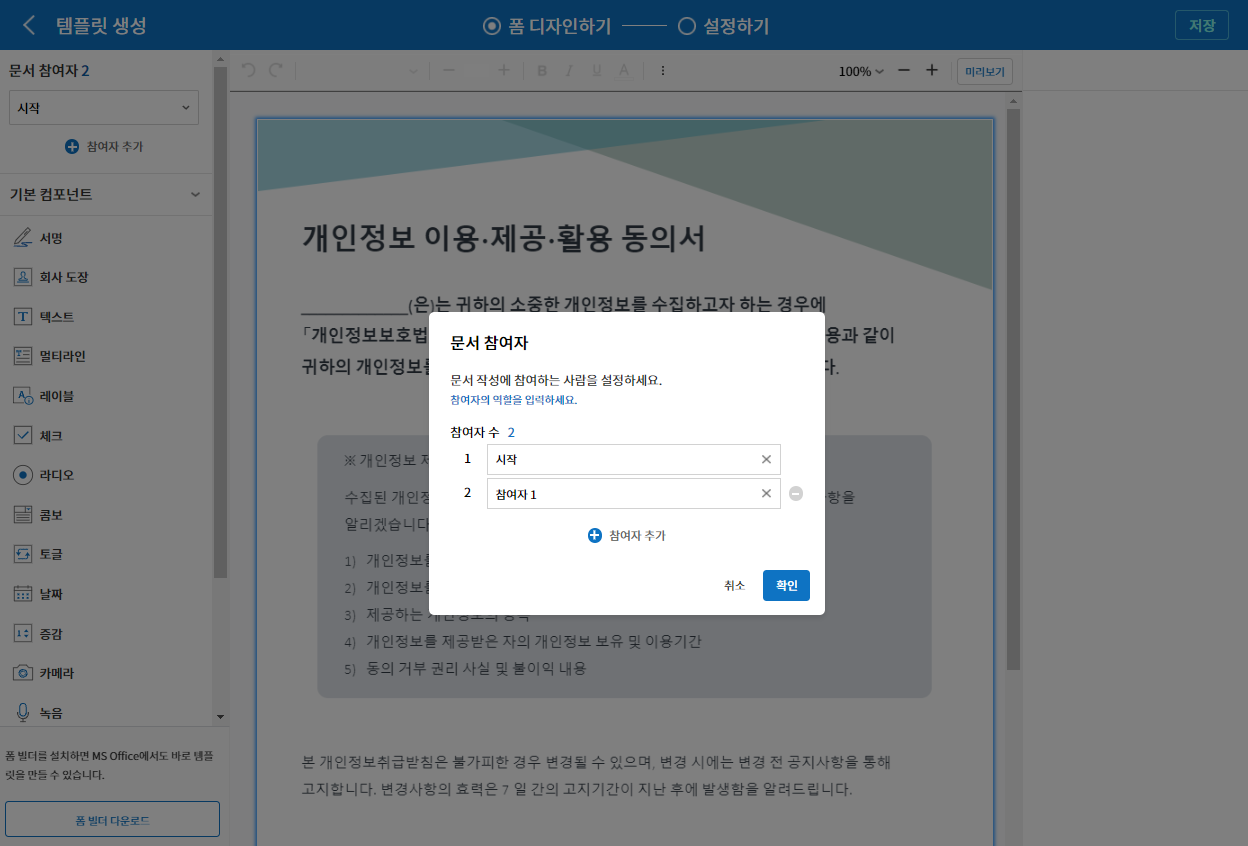 템플릿 생성
폼 디자인하기
설정하기
저장
문서 참여자 2
시작
참여자 추가
기본 컴포넌트
서명
회사 도장
텍스트
멀티라인
레이블
체크
라디오
콤보
토글
날짜
증감
카메라
녹음
폼 빌더를 설치하면 MS Office에서도 바로 템플
릿을 만들 수 있습니다.
폼 빌더 다운로드
B I U A
100%
미리보기
개인정보 이용·제공·활용 동의서
(은)는 귀하의 소중한 개인정보를 수집하고자 하는 경우에
「개인정보보호법
용과 같이
귀하의 개인정보를
다.
※ 개인정보
수집된 개인정
항을
알리겠습니다
1) 개인정보를
2) 개인정보를
3) 제공하는 개인정보의 항목
4) 개인정보를 제공받은 자의 개인정보 보유 및 이용기간
5) 동의 거부 권리 사실 및 불이익 내용
본 개인정보취급방침은 불가피한 경우 변경될 수 있으며, 변경 시에는 변경 전 공지사항을 통해
고지합니다. 변경사항의 효력은 7 일 간의 고지기간이 지난 후에 발생함을 알려드립니다.
문서 참여자
문서 작성에 참여하는 사람을 설정하세요.
참여자의 역할을 입력하세요.
참여자 수 2
1 시작
2 참여자 1
참여자 추가
취소
확인